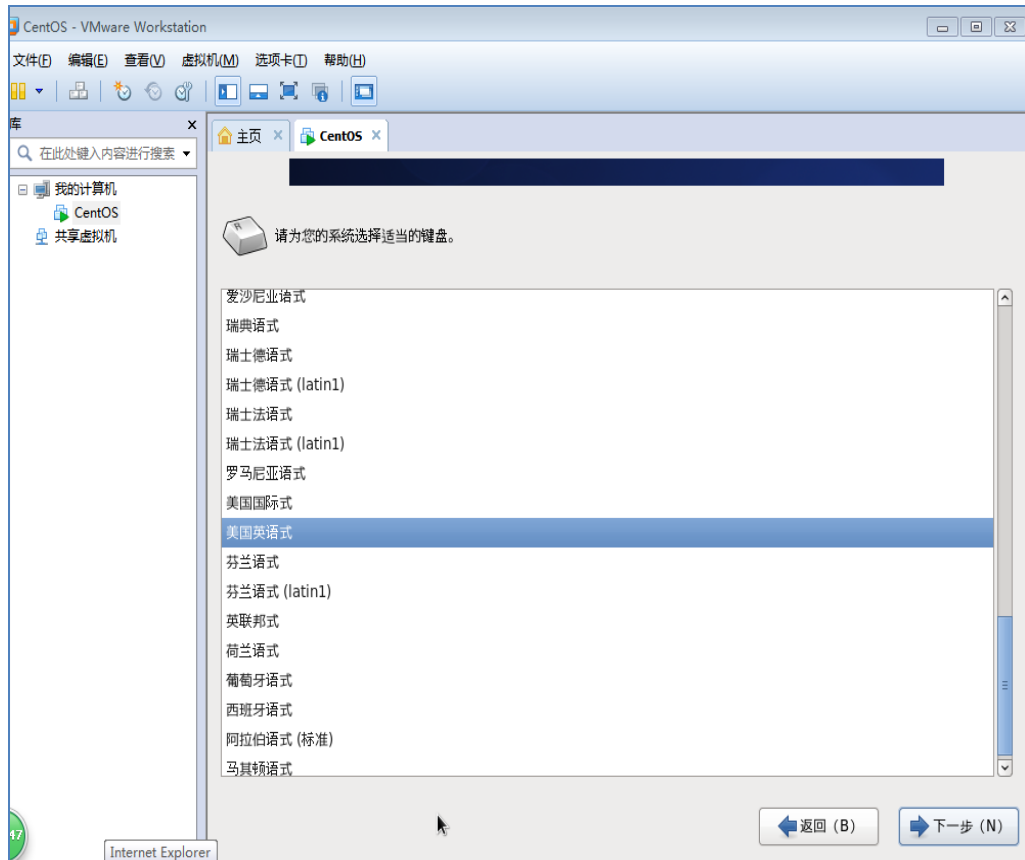 CentOS - VMware Workstation
文件(F) 编辑(E) 查看(V) 虚拟机(M) 选项卡(T) 帮助(H)
库
主页 CentOS
在此处键入内容进行搜索
我的计算机
CentOS
共享虚拟机
请为您的系统选择适当的键盘。
爱沙尼亚语式
瑞典语式
瑞士德语式
瑞士德语式 (latin1)
瑞士法语式
瑞士法语式 (latin1)
罗马尼亚语式
美国国际式
美国英语式
芬兰语式
芬兰语式 (latin1)
英联邦式
荷兰语式
葡萄牙语式
西班牙语式
阿拉伯语式 (标准)
马其顿语式
返回 (B) 下一步 (N)
47
Internet Explorer